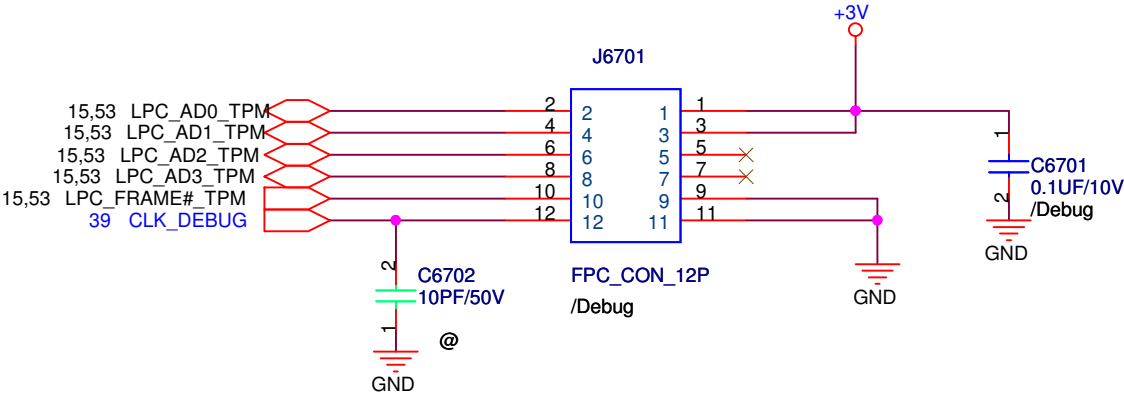 +3V
J6701
15,53 LPC_AD0_TPM 2 2 1 1
15,53 LPC_AD1_TPM 4 4 3 3
15,53 LPC_AD2_TPM 6 6 5 5
15,53 LPC_AD3_TPM 8 8 7 7
15,53 LPC_FRAME#_TPM 10 10 9 9
39 CLK_DEBUG 12 12 11 11
1
C6701
0.1UF/10V
2
/Debug
GND
2
C6702
10PF/50V
1
@
GND
FPC_CON_12P
/Debug
GND